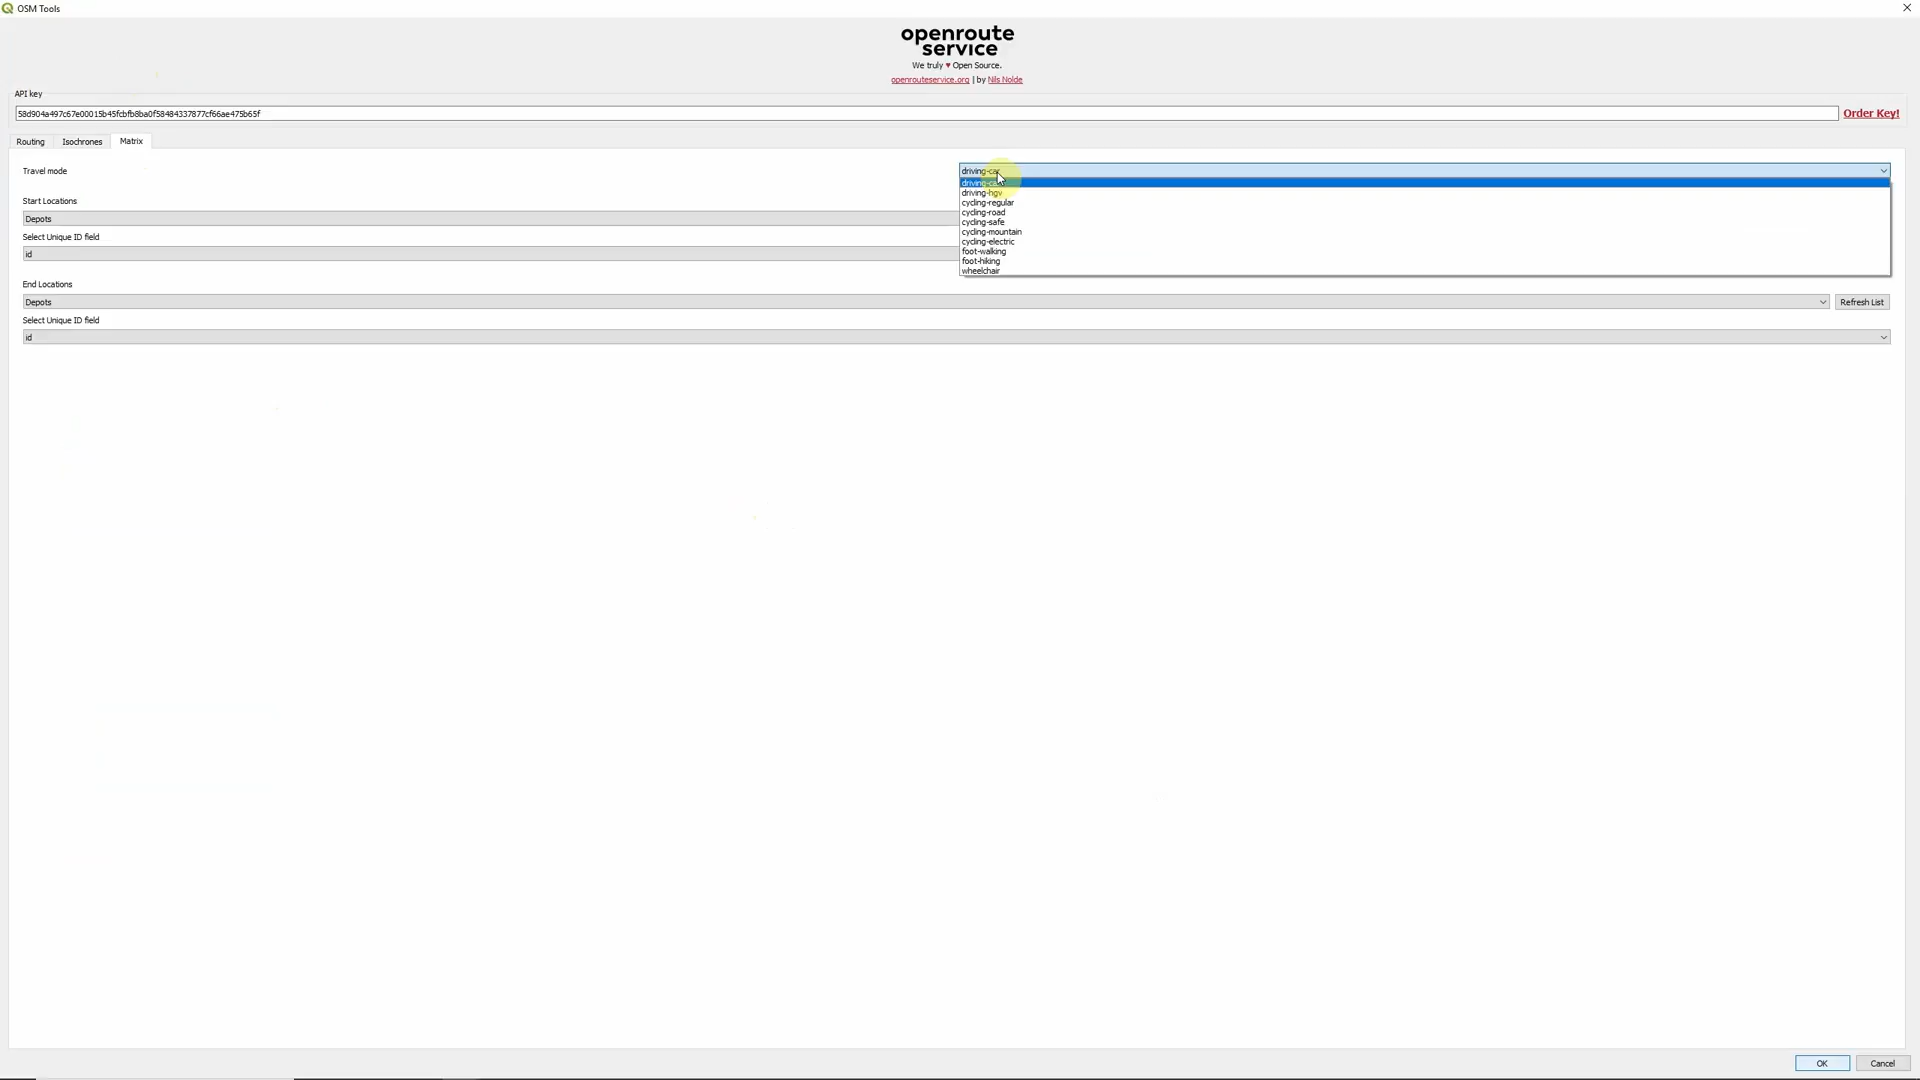 OSM Tools
openroute
service
We truly ♥ Open Source.
openrouteservice.org | by Nils Nolde
API key
58d904a497c67e00015b45fcbfb8ba0f58484337877cf66ae475b65f
Order Key!
Routing Isochrones Matrix
Travel mode
driving-car
driving-car
driving-hgv
cycling-regular
cycling-road
cycling-safe
cycling-mountain
cycling-electric
foot-walking
foot-hiking
wheelchair
Start Locations
Depots
Select Unique ID field
id
End Locations
Depots
Refresh List
Select Unique ID field
id
OK Cancel